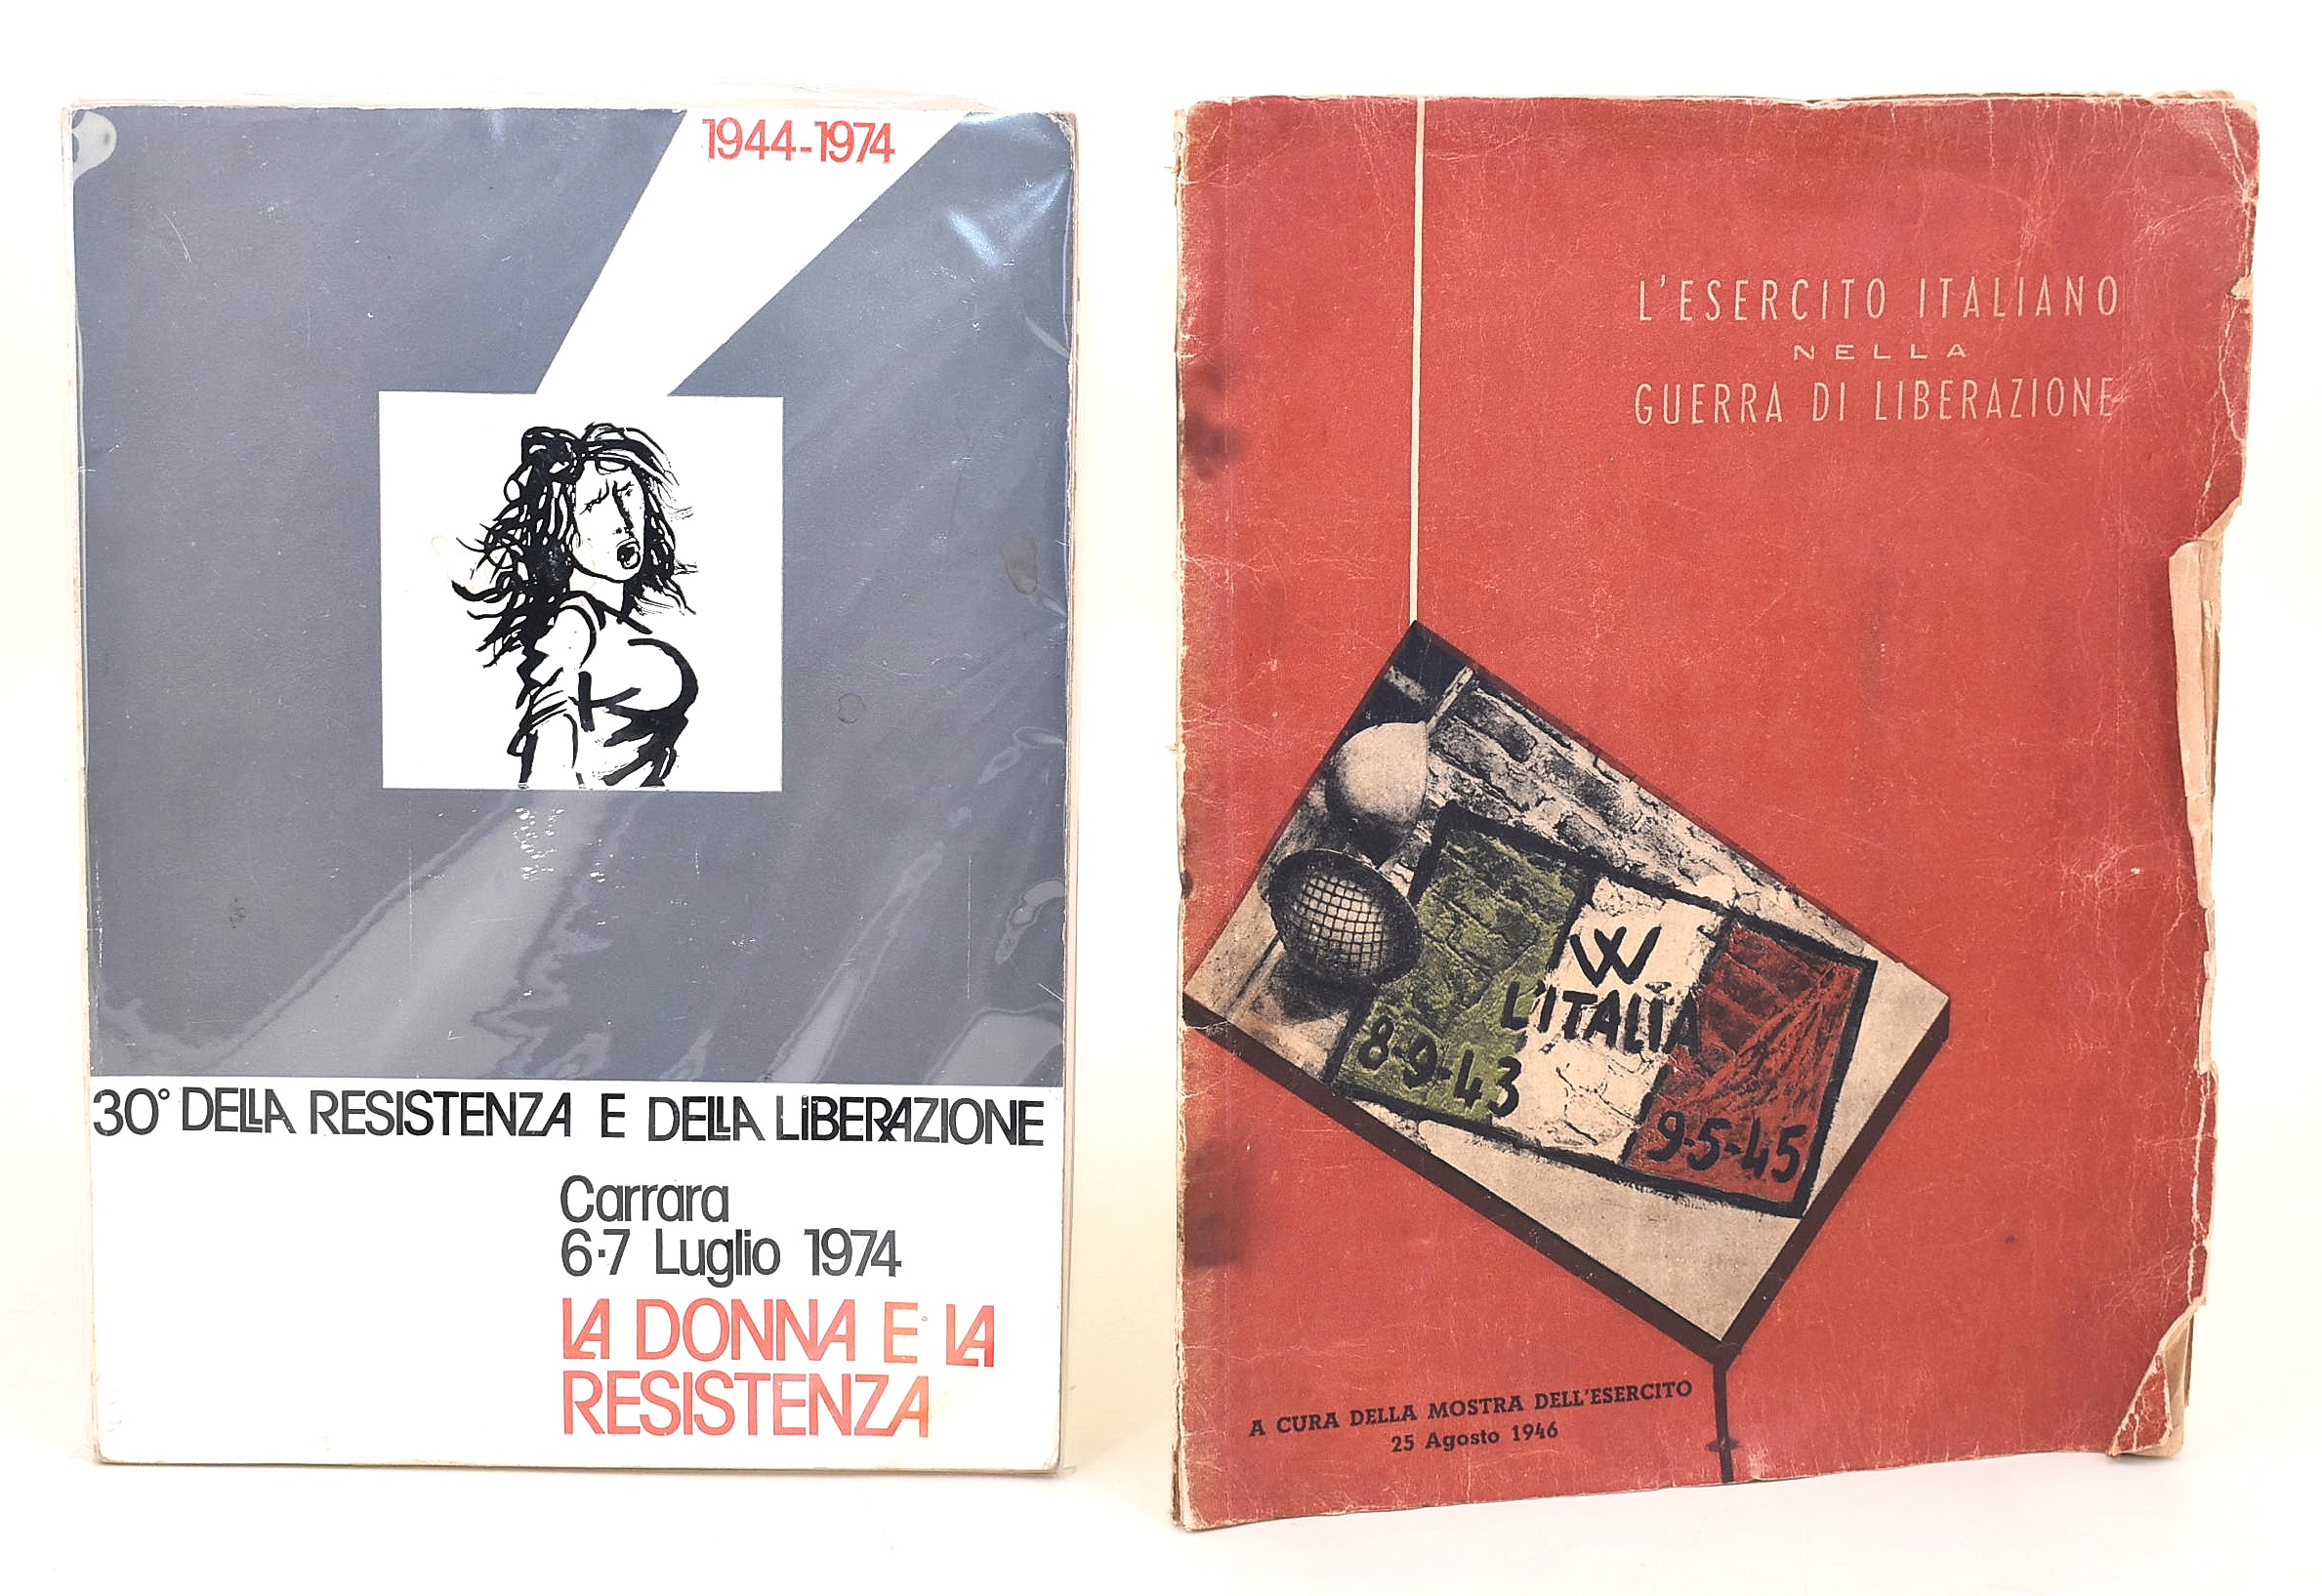 1944-1974
30° DELLA RESISTENZA E DELLA LIBERAZIONE
Carrara
6·7 Luglio 1974
LA DONNA E LA
RESISTENZA
L'ESERCITO ITALIANO
NELLA
GUERRA DI LIBERAZIONE
W
L'ITALIA
8-9-43
9-5-45
A CURA DELLA MOSTRA DELL'ESERCITO
25 Agosto 1946